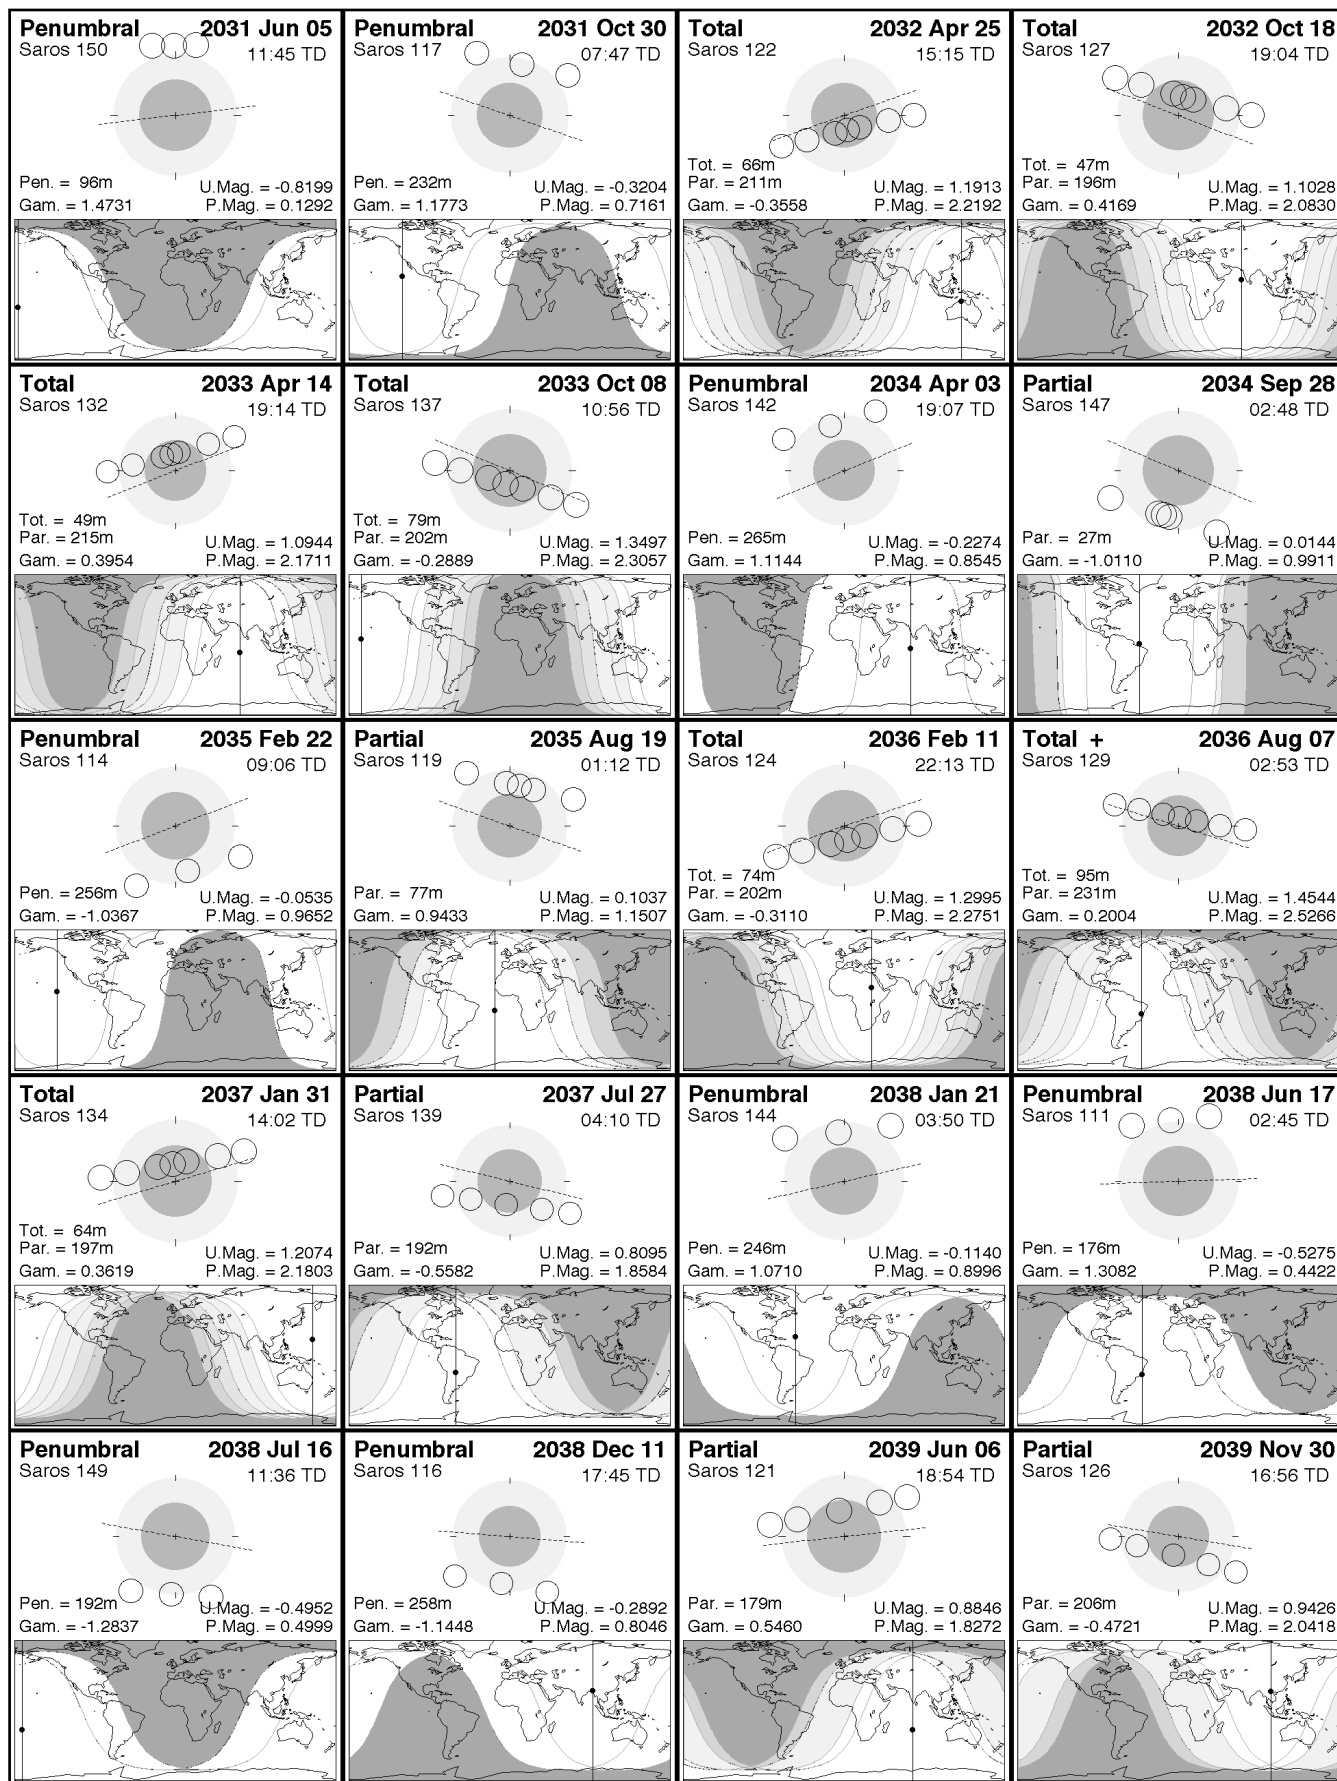 Penumbral 2031 Jun 05
Saros 150 11:45 TD
Pen. = 96m U.Mag. = -0.8199
Gam. = 1.4731 P.Mag. = 0.1292
Penumbral 2031 Oct 30
Saros 117 07:47 TD
Pen. = 232m U.Mag. = -0.3204
Gam. = 1.1773 P.Mag. = 0.7161
Total 2032 Apr 25
Saros 122 15:15 TD
Tot. = 66m
Par. = 211m U.Mag. = 1.1913
Gam. = -0.3558 P.Mag. = 2.2192
Total 2032 Oct 18
Saros 127 19:04 TD
Tot. = 47m
Par. = 196m U.Mag. = 1.1028
Gam. = 0.4169 P.Mag. = 2.0830
Total 2033 Apr 14
Saros 132 19:14 TD
Tot. = 49m
Par. = 215m U.Mag. = 1.0944
Gam. = 0.3954 P.Mag. = 2.1711
Total 2033 Oct 08
Saros 137 10:56 TD
Tot. = 79m
Par. = 202m U.Mag. = 1.3497
Gam. = -0.2889 P.Mag. = 2.3057
Penumbral 2034 Apr 03
Saros 142 19:07 TD
Pen. = 265m U.Mag. = -0.2274
Gam. = 1.1144 P.Mag. = 0.8545
Partial 2034 Sep 28
Saros 147 02:48 TD
Par. = 27m U.Mag. = 0.0144
Gam. = -1.0110 P.Mag. = 0.9911
Penumbral 2035 Feb 22
Saros 114 09:06 TD
Pen. = 256m U.Mag. = -0.0535
Gam. = -1.0367 P.Mag. = 0.9652
Partial 2035 Aug 19
Saros 119 01:12 TD
Par. = 77m U.Mag. = 0.1037
Gam. = 0.9433 P.Mag. = 1.1507
Total 2036 Feb 11
Saros 124 22:13 TD
Tot. = 74m
Par. = 202m U.Mag. = 1.2995
Gam. = -0.3110 P.Mag. = 2.2751
Total + 2036 Aug 07
Saros 129 02:53 TD
Tot. = 95m
Par. = 231m U.Mag. = 1.4544
Gam. = 0.2004 P.Mag. = 2.5266
Total 2037 Jan 31
Saros 134 14:02 TD
Tot. = 64m
Par. = 197m U.Mag. = 1.2074
Gam. = 0.3619 P.Mag. = 2.1803
Partial 2037 Jul 27
Saros 139 04:10 TD
Par. = 192m U.Mag. = 0.8095
Gam. = -0.5582 P.Mag. = 1.8584
Penumbral 2038 Jan 21
Saros 144 03:50 TD
Pen. = 246m U.Mag. = -0.1140
Gam. = 1.0710 P.Mag. = 0.8996
Penumbral 2038 Jun 17
Saros 111 02:45 TD
Pen. = 176m U.Mag. = -0.5275
Gam. = 1.3082 P.Mag. = 0.4422
Penumbral 2038 Jul 16
Saros 149 11:36 TD
Pen. = 192m U.Mag. = -0.4952
Gam. = -1.2837 P.Mag. = 0.4999
Penumbral 2038 Dec 11
Saros 116 17:45 TD
Pen. = 258m U.Mag. = -0.2892
Gam. = -1.1448 P.Mag. = 0.8046
Partial 2039 Jun 06
Saros 121 18:54 TD
Par. = 179m U.Mag. = 0.8846
Gam. = 0.5460 P.Mag. = 1.8272
Partial 2039 Nov 30
Saros 126 16:56 TD
Par. = 206m U.Mag. = 0.9426
Gam. = -0.4721 P.Mag. = 2.0418